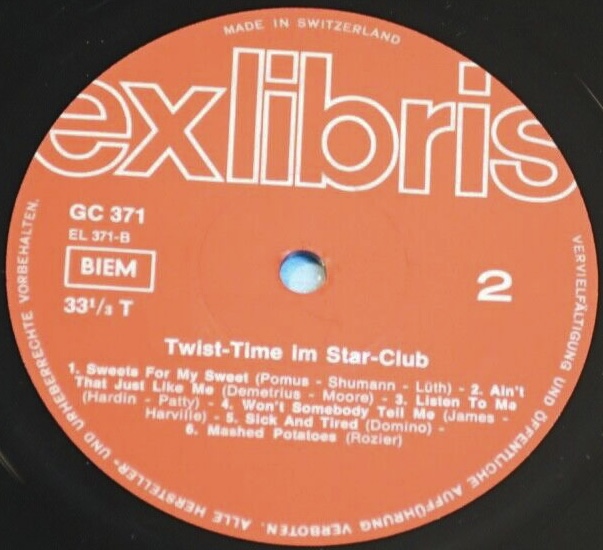 MADE IN SWITZERLAND
exlibris
GC 371
EL 371-B
BIEM
33 1/3 T
2
Twist-Time im Star-Club
1. Sweets For My Sweet (Pomus - Shumann - Lüth) - 2. Ain't
That Just Like Me (Demetrius - Moore) - 3. Listen To Me
(Hardin - Patty) - 4. Won't Somebody Tell Me (James -
Harville) - 5. Sick And Tired (Domino) -
6. Mashed Potatoes (Rozier)
VERVIELFÄLTIGUNG UND ÖFFENTLICHE AUFFÜHRUNG VERBOTEN. ALLE HERSTELLER- UND URHEBERRECHTE VORBEHALTEN.